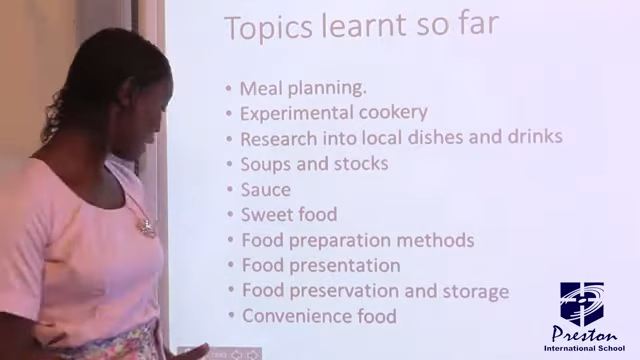 Topics learnt so far
• Meal planning.
• Experimental cookery
• Research into local dishes and drinks
• Soups and stocks
• Sauce
• Sweet food
• Food preparation methods
• Food presentation
• Food preservation and storage
• Convenience food
Preston
International School